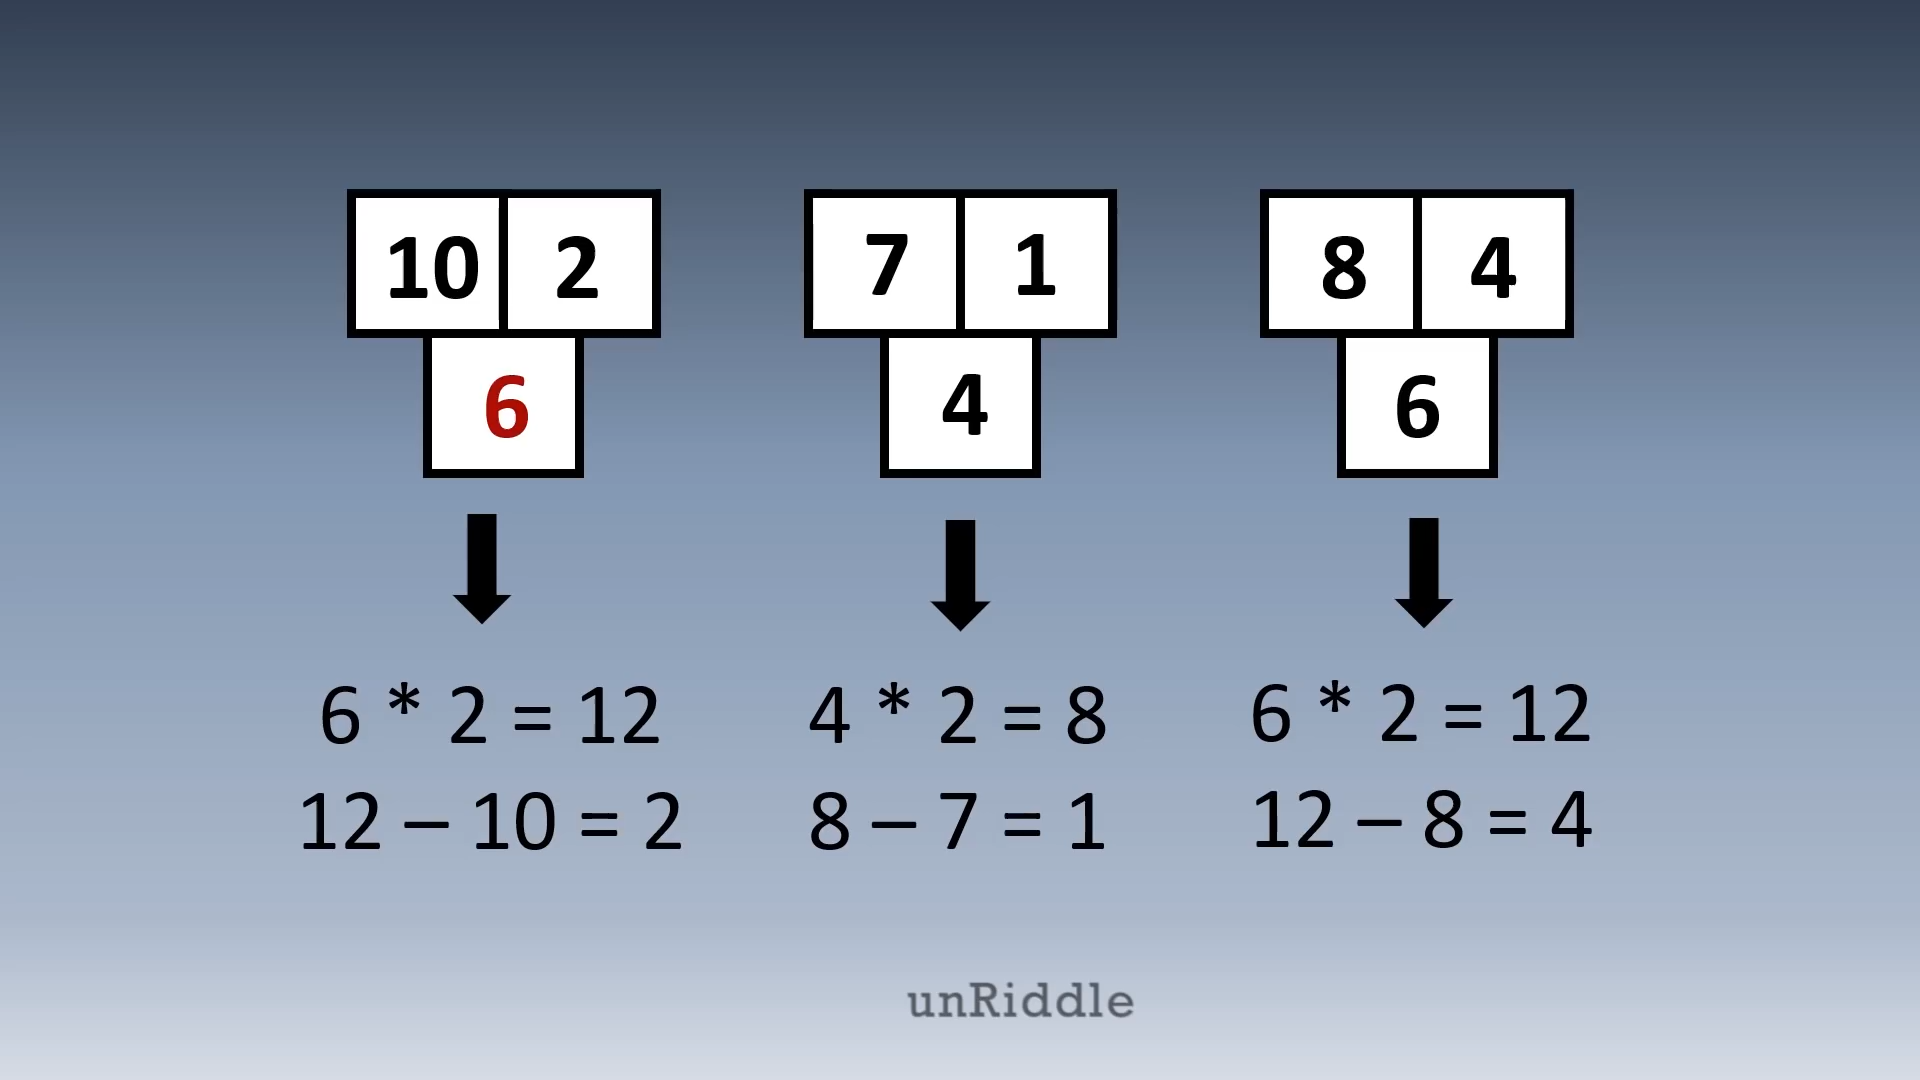 10 2 7 1 8 4
6 4 6
6 * 2 = 12 4 * 2 = 8 6 * 2 = 12
12 – 10 = 2 8 – 7 = 1 12 – 8 = 4
unRiddle